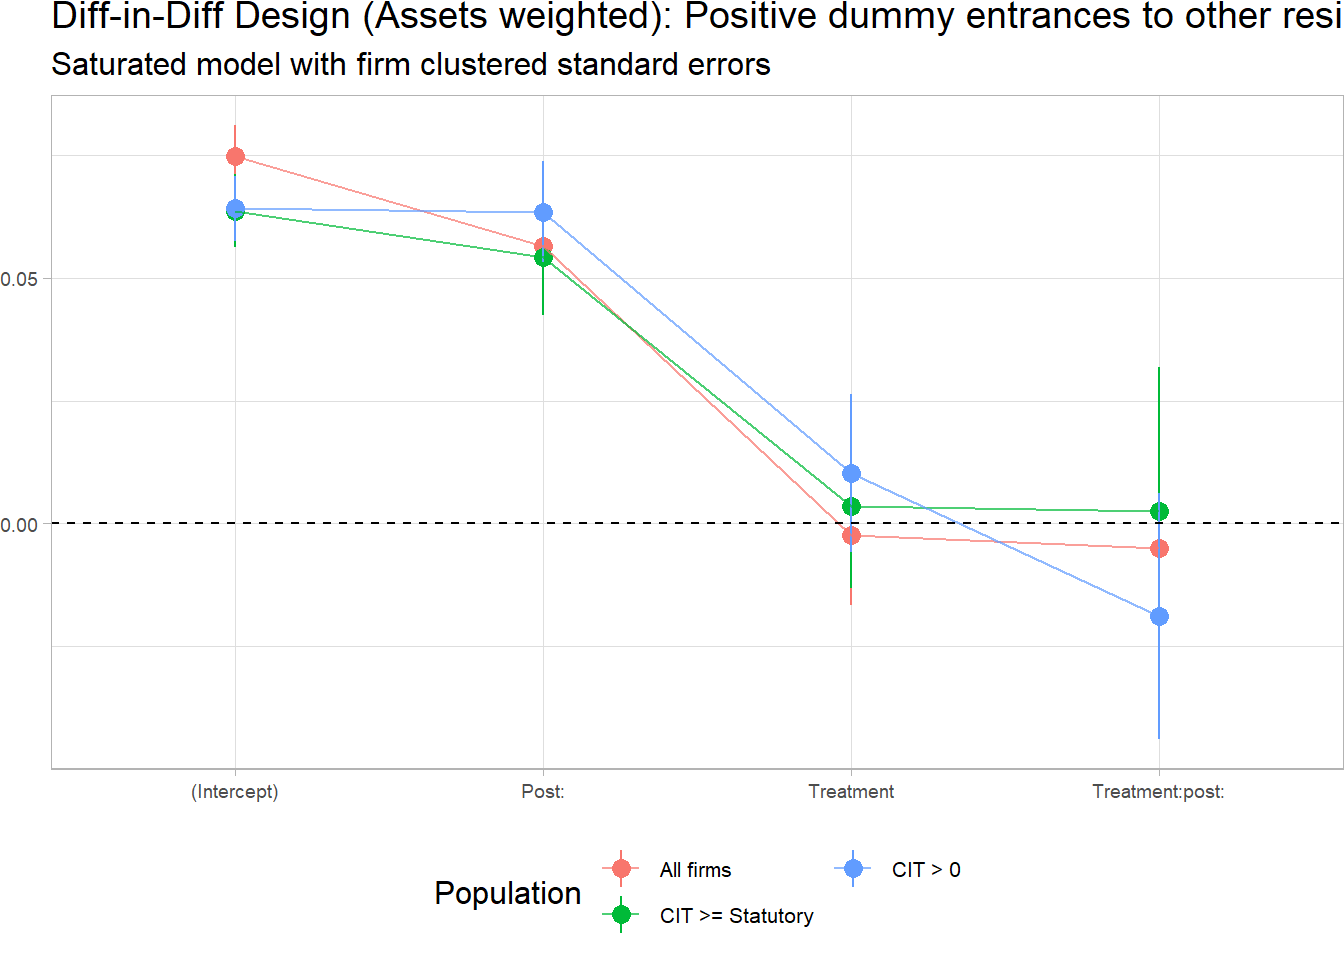 Diff-in-Diff Design (Assets weighted): Positive dummy entrances to other resi
Saturated model with firm clustered standard errors
0.05
0.00
(Intercept) Post: Treatment Treatment:post:
Population
All firms CIT > 0
CIT >= Statutory